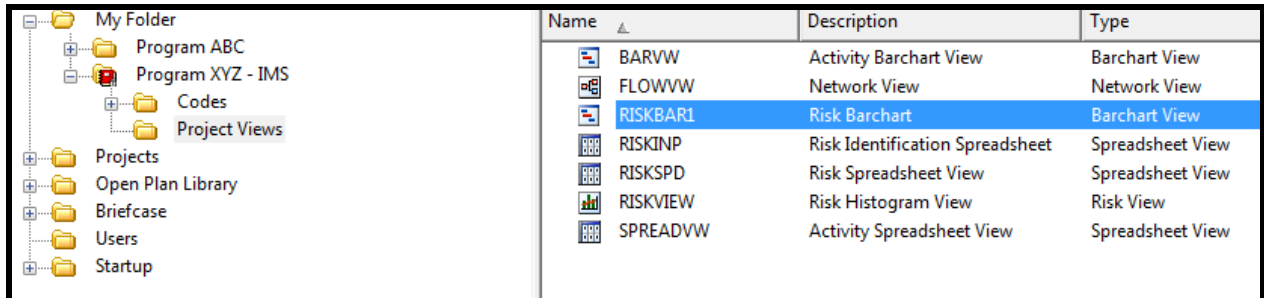 My Folder
Program ABC
Program XYZ - IMS
Codes
Project Views
Projects
Open Plan Library
Briefcase
Users
Startup
Name Description Type
BARVW Activity Barchart View Barchart View
FLOWVW Network View Network View
RISKBAR1 Risk Barchart Barchart View
RISKINP Risk Identification Spreadsheet Spreadsheet View
RISKSPD Risk Spreadsheet View Spreadsheet View
RISKVIEW Risk Histogram View Risk View
SPREADVW Activity Spreadsheet View Spreadsheet View